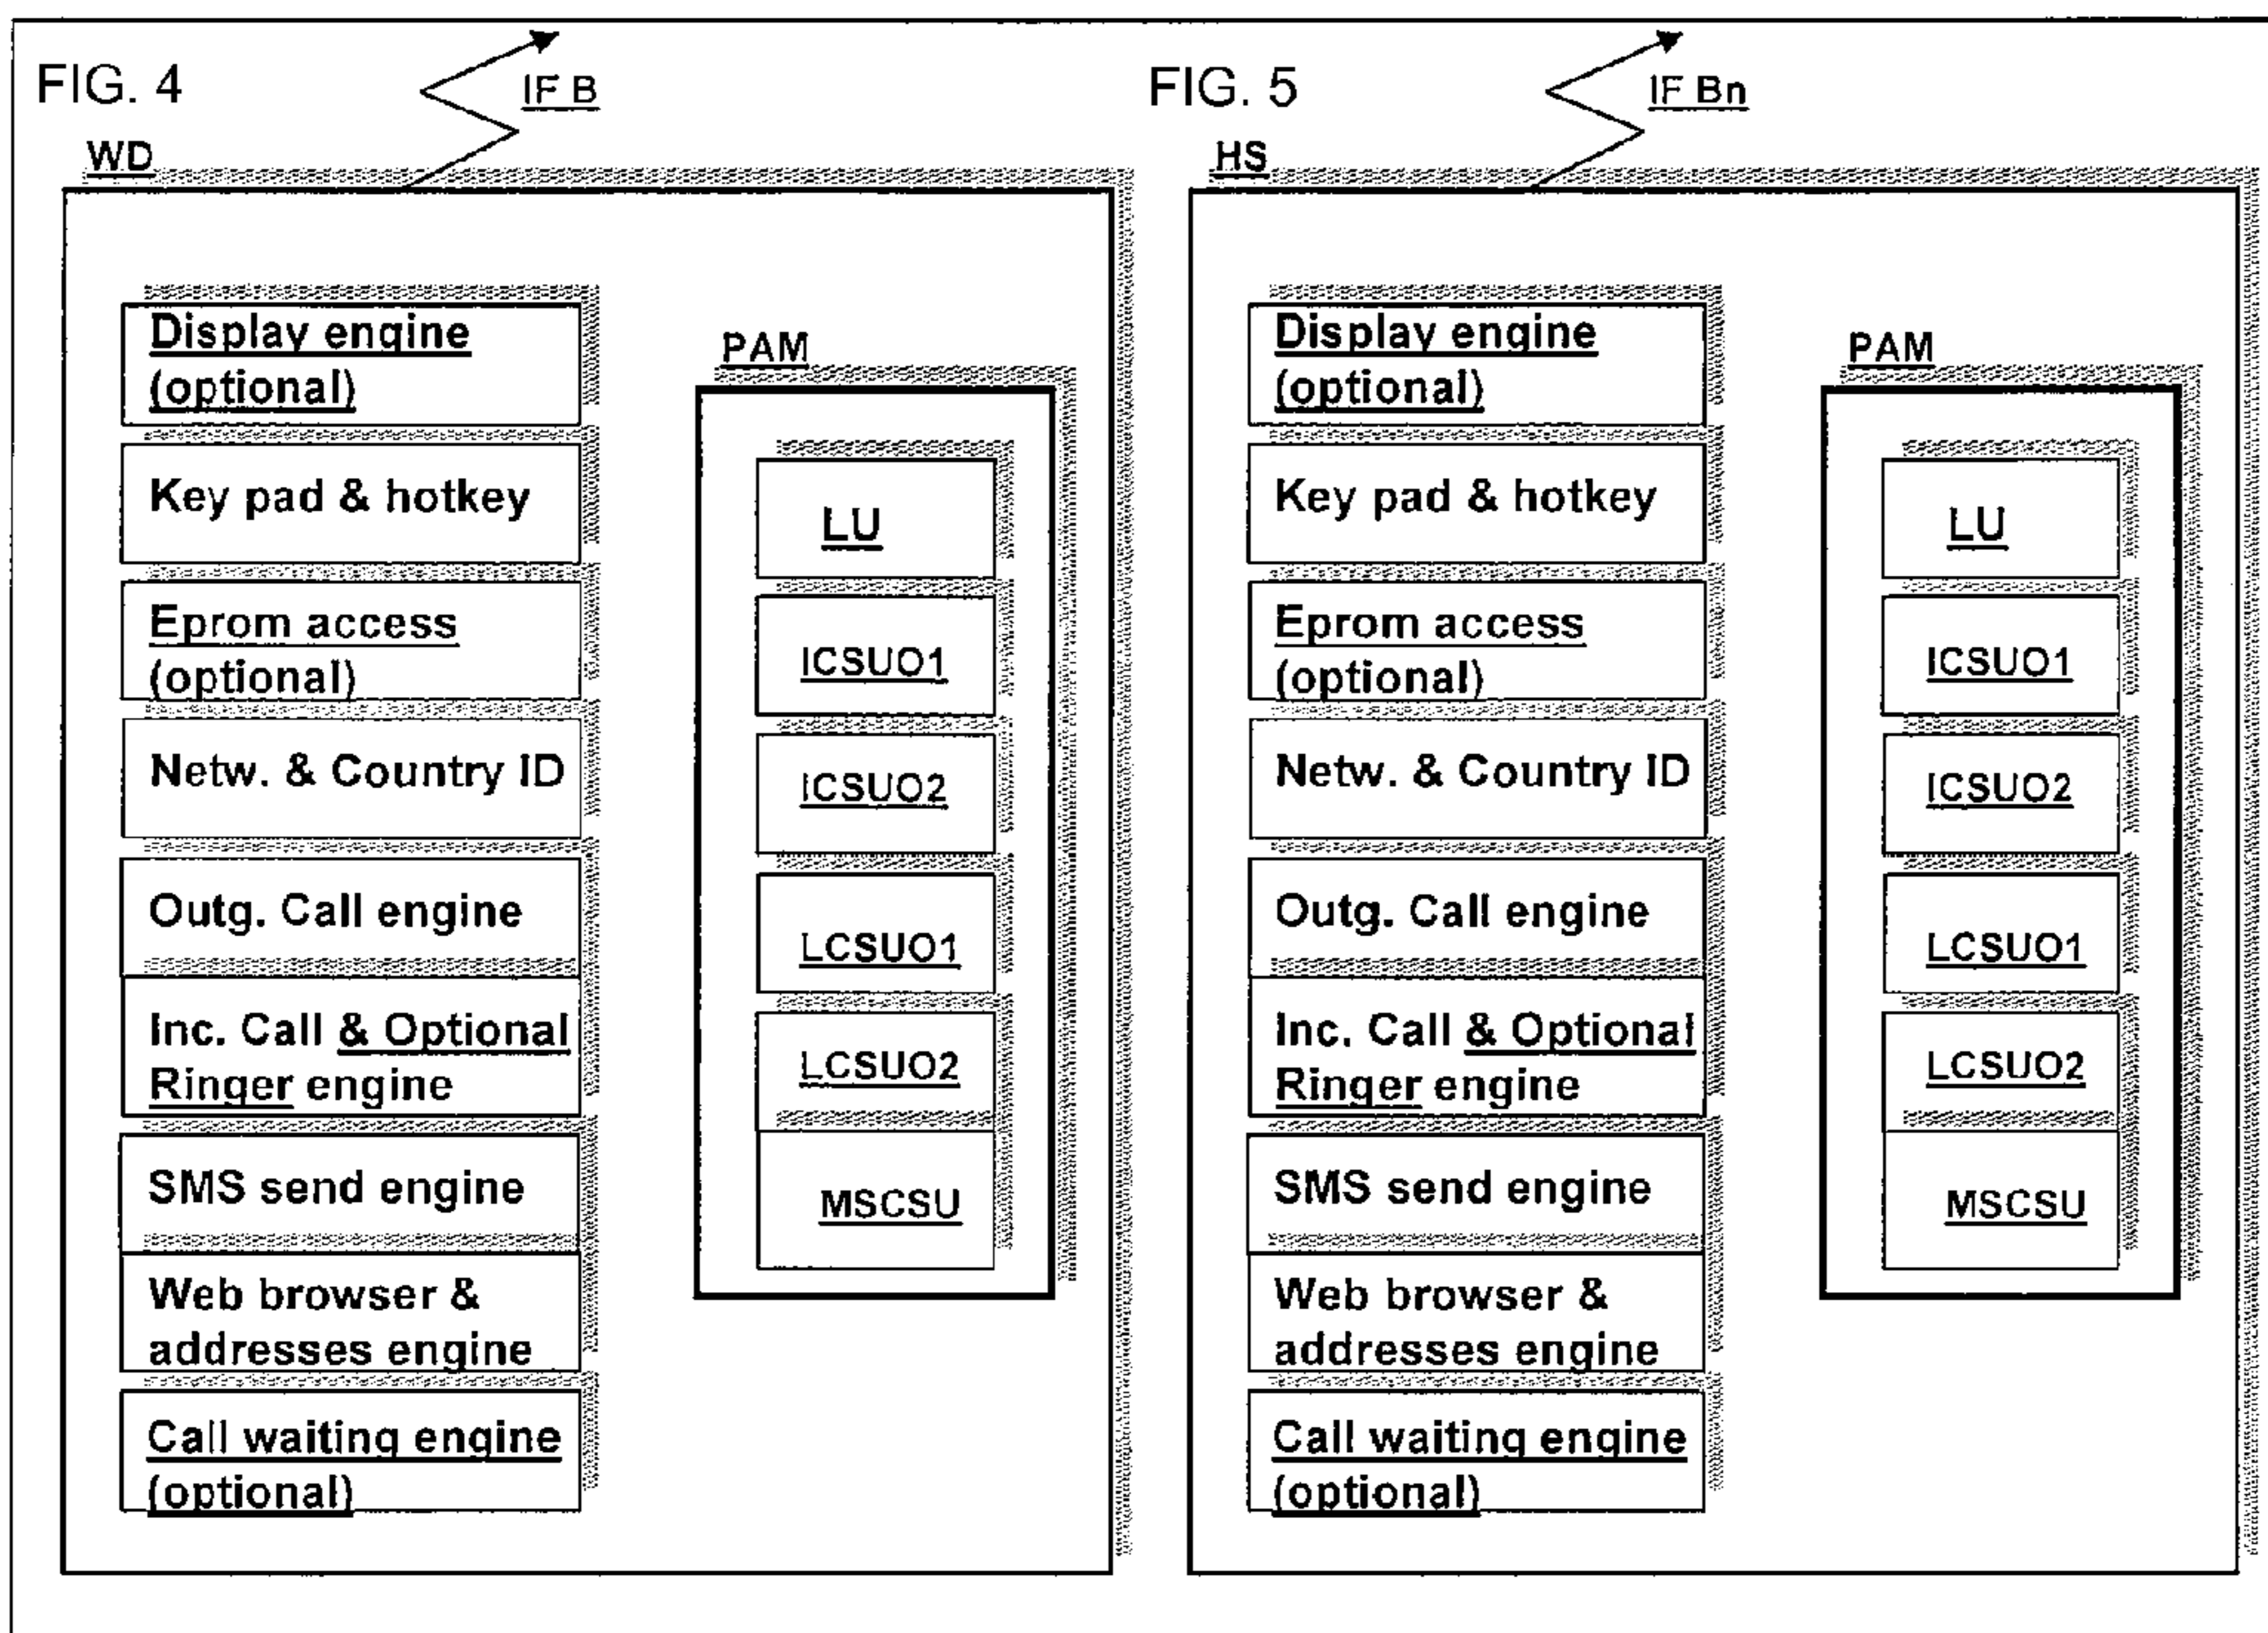 FIG. 4
IF B
WD
Display engine
(optional)
Key pad & hotkey
Eprom access
(optional)
Netw. & Country ID
Outg. Call engine
Inc. Call & Optional
Ringer engine
SMS send engine
Web browser &
addresses engine
Call waiting engine
(optional)
PAM
LU
ICSUO1
ICSUO2
LCSUO1
LCSUO2
MSCSU
FIG. 5
IF Bn
HS
Display engine
(optional)
Key pad & hotkey
Eprom access
(optional)
Netw. & Country ID
Outg. Call engine
Inc. Call & Optional
Ringer engine
SMS send engine
Web browser &
addresses engine
Call waiting engine
(optional)
PAM
LU
ICSUO1
ICSUO2
LCSUO1
LCSUO2
MSCSU